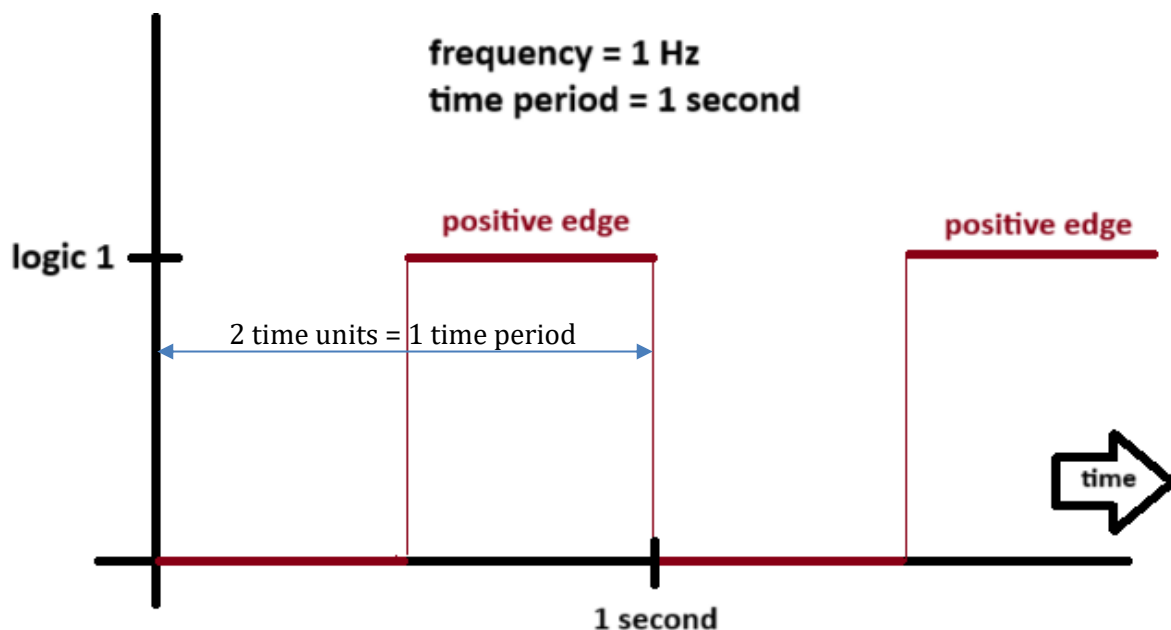 frequency = 1 Hz
time period = 1 second
positive edge
positive edge
logic 1
2 time units = 1 time period
time
1 second